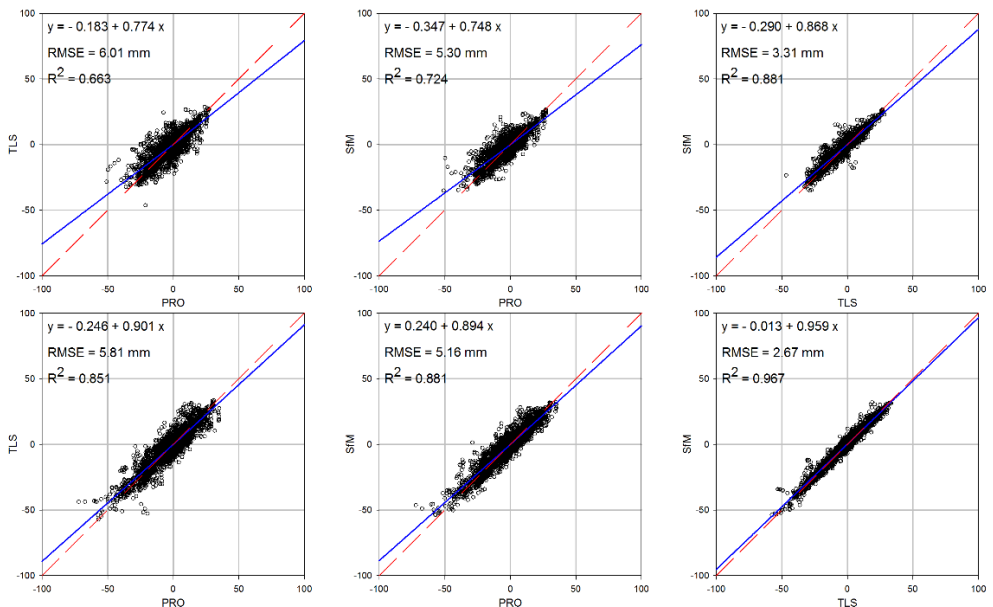 100
y = - 0.183 + 0.774 x
RMSE = 6.01 mm
R2 = 0.663
50
0
-50
-100
TLS
-100
-50
0
50
100
PRO
100
y = - 0.347 + 0.748 x
RMSE = 5.30 mm
R2 = 0.724
50
0
-50
-100
SfM
-100
-50
0
50
100
PRO
100
y = - 0.290 + 0.868 x
RMSE = 3.31 mm
R2 = 0.881
50
0
-50
-100
SfM
-100
-50
0
50
100
TLS
100
y = - 0.246 + 0.901 x
RMSE = 5.81 mm
R2 = 0.851
50
0
-50
-100
TLS
-100
-50
0
50
100
PRO
100
y = 0.240 + 0.894 x
RMSE = 5.16 mm
R2 = 0.881
50
0
-50
-100
SfM
-100
-50
0
50
100
PRO
100
y = - 0.013 + 0.959 x
RMSE = 2.67 mm
R2 = 0.967
50
0
-50
-100
SfM
-100
-50
0
50
100
TLS